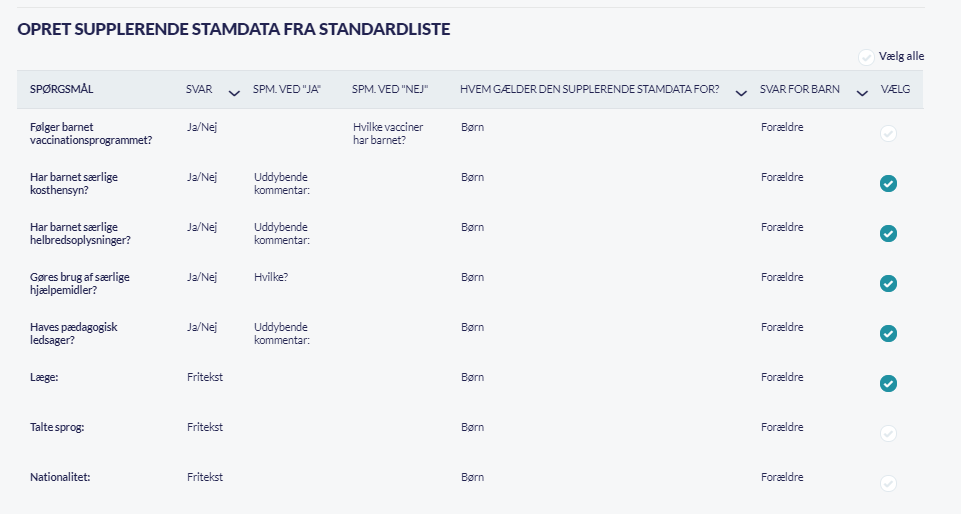 OPRET SUPPLERENDE STAMDATA FRA STANDARDLISTE
Vælg alle
SPØRGSMÅL SVAR SPM. VED "JA" SPM. VED "NEJ" HVEM GÆLDER DEN SUPPLERENDE STAMDATA FOR? SVAR FOR BARN VÆLG
Følger barnet Ja/Nej Hvilke vacciner Børn Forældre
vaccinationsprogrammet? har barnet?
Har barnet særlige Ja/Nej Uddybende Børn Forældre
kosthensyn? kommentar:
Har barnet særlige Ja/Nej Uddybende Børn Forældre
helbredsoplysninger? kommentar:
Gøres brug af særlige Ja/Nej Hvilke? Børn Forældre
hjælpemidler?
Haves pædagogisk Ja/Nej Uddybende Børn Forældre
ledsager? kommentar:
Læge: Fritekst Børn Forældre
Talte sprog: Fritekst Børn Forældre
Nationalitet: Fritekst Børn Forældre